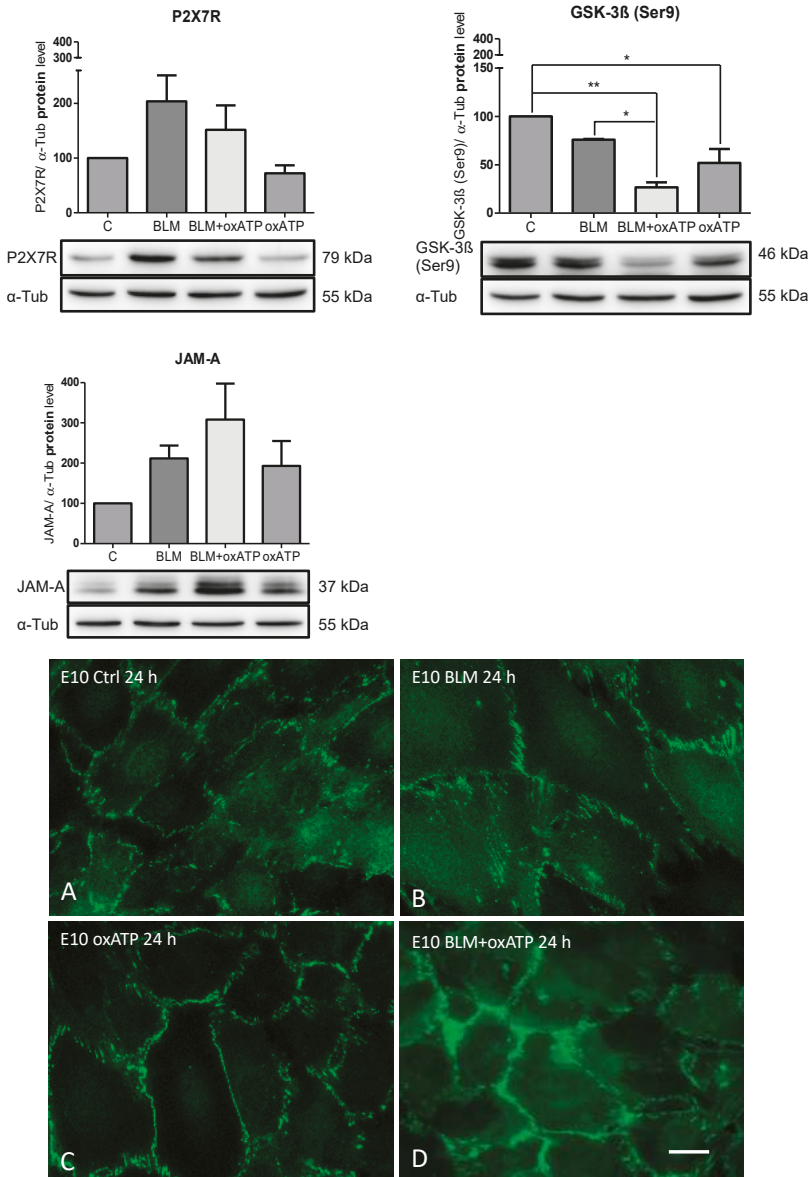 P2X7R
400
300
200
100
0
P2X7R/ α-Tub protein level
C BLM BLM+oxATP oxATP
P2X7R 79 kDa
α-Tub 55 kDa
GSK-3ß (Ser9)
400
300
200
100
150
100
50
0
GSK-3ß (Ser9)/ α-Tub protein level
*
**
*
C BLM BLM+oxATP oxATP
GSK-3ß
(Ser9) 46 kDa
α-Tub 55 kDa
JAM-A
400
300
200
100
0
JAM-A/ α-Tub protein level
C BLM BLM+oxATP oxATP
JAM-A 37 kDa
α-Tub 55 kDa
E10 Ctrl 24 h
A
E10 BLM 24 h
B
E10 oxATP 24 h
C
E10 BLM+oxATP 24 h
D